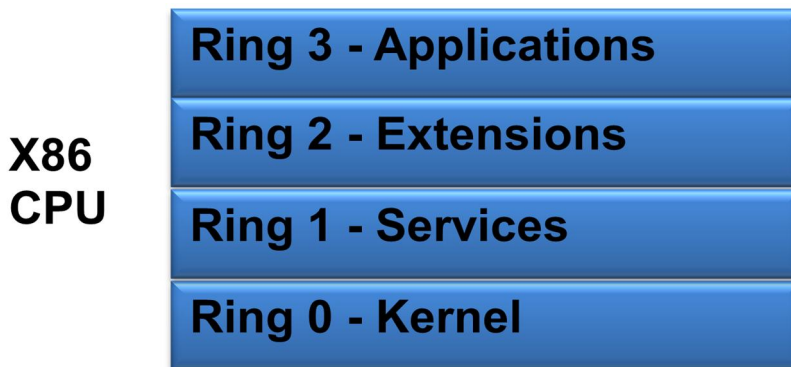 Ring 3 - Applications
Ring 2 - Extensions
X86
CPU
Ring 1 - Services
Ring 0 - Kernel